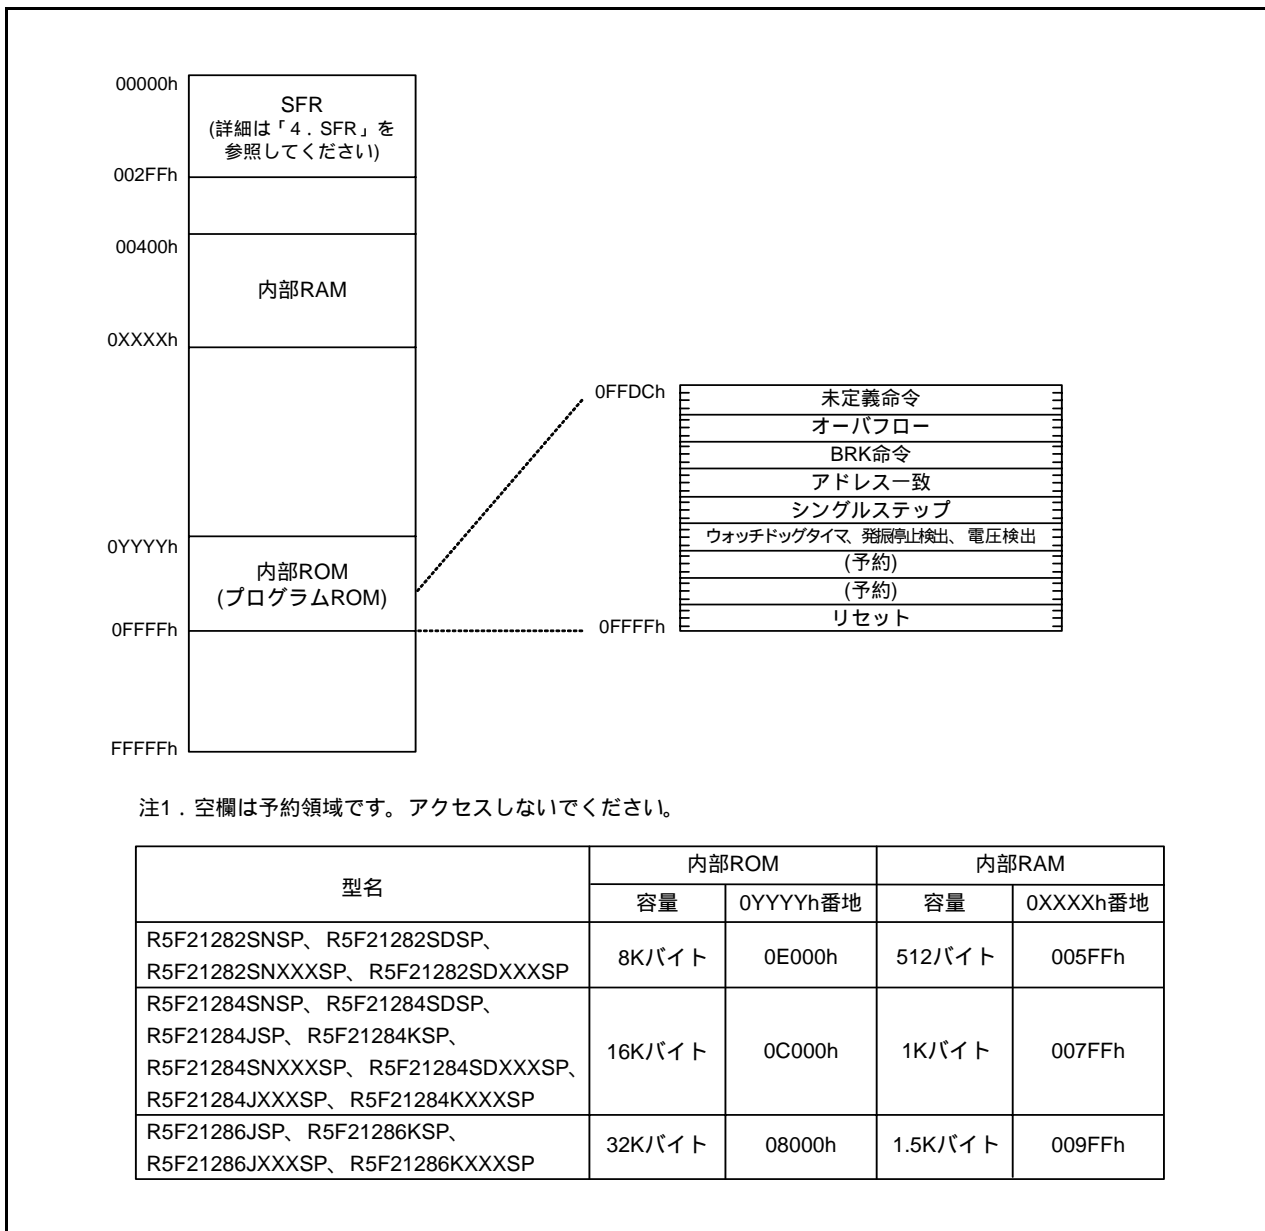 00000h
SFR
(詳細は「4．SFR」を
参照してください)
002FFh
00400h
内部RAM
0XXXXh
0YYYYh
内部ROM
(プログラムROM)
0FFFFh
FFFFFh
0FFDCh
未定義命令
オーバフロー
BRK命令
アドレス一致
シングルステップ
ウォッチドッグタイマ、発振停止検出、電圧検出
(予約)
(予約)
リセット
0FFFFh
注1．空欄は予約領域です。アクセスしないでください。
型名
内部ROM
内部RAM
容量
0YYYYh番地
容量
0XXXXh番地
R5F21282SNSP、R5F21282SDSP、
R5F21282SNXXXSP、R5F21282SDXXXSP
8Kバイト
0E000h
512バイト
005FFh
R5F21284SNSP、R5F21284SDSP、
R5F21284JSP、R5F21284KSP、
R5F21284SNXXXSP、R5F21284SDXXXSP、
R5F21284JXXXSP、R5F21284KXXXSP
16Kバイト
0C000h
1Kバイト
007FFh
R5F21286JSP、R5F21286KSP、
R5F21286JXXXSP、R5F21286KXXXSP
32Kバイト
08000h
1.5Kバイト
009FFh